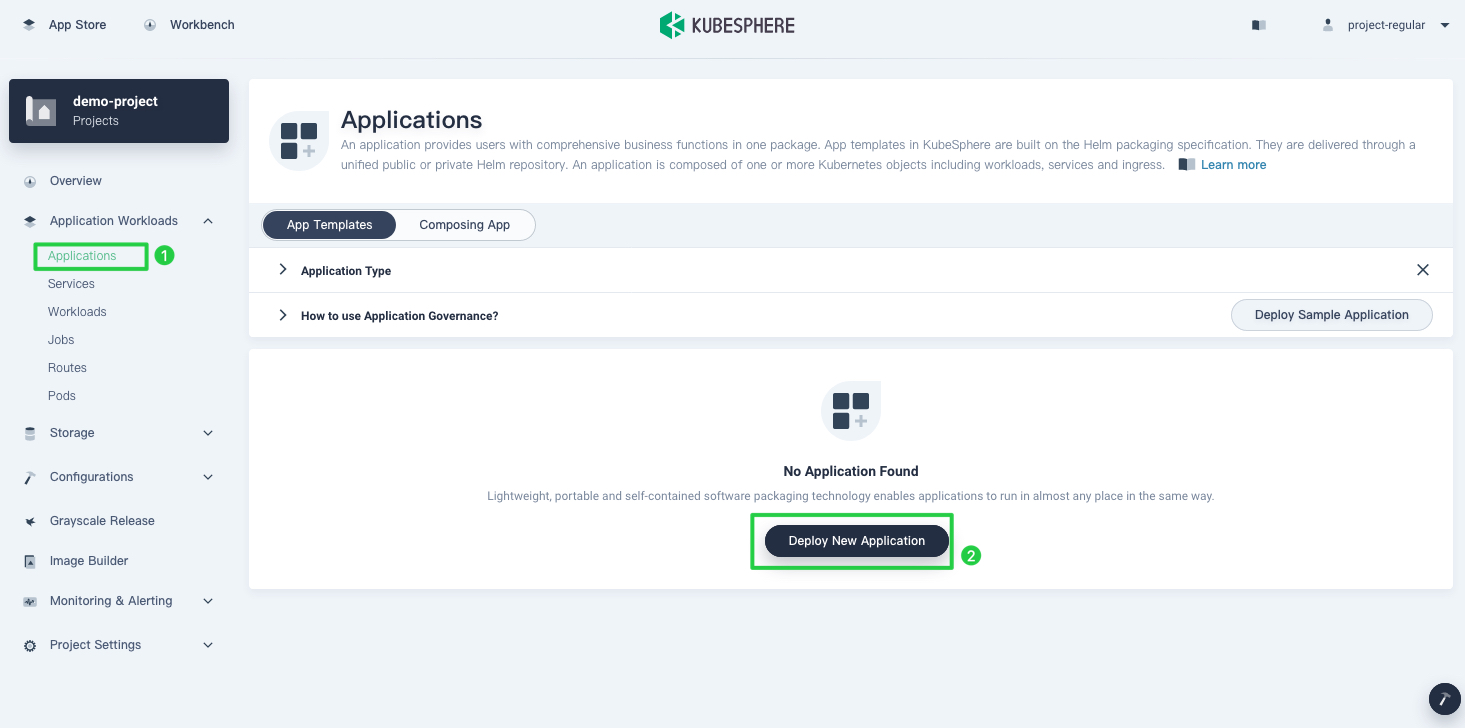 App Store
Workbench
KUBESPHERE
project-regular
demo-project
Projects
Overview
Application Workloads
Applications
1
Services
Workloads
Jobs
Routes
Pods
Storage
Configurations
Grayscale Release
Image Builder
Monitoring & Alerting
Project Settings
Applications
An application provides users with comprehensive business functions in one package. App templates in KubeSphere are built on the Helm packaging specification. They are delivered through a
unified public or private Helm repository. An application is composed of one or more Kubernetes objects including workloads, services and ingress. Learn more
App Templates
Composing App
Application Type
How to use Application Governance?
Deploy Sample Application
No Application Found
Lightweight, portable and self-contained software packaging technology enables applications to run in almost any place in the same way.
Deploy New Application
2